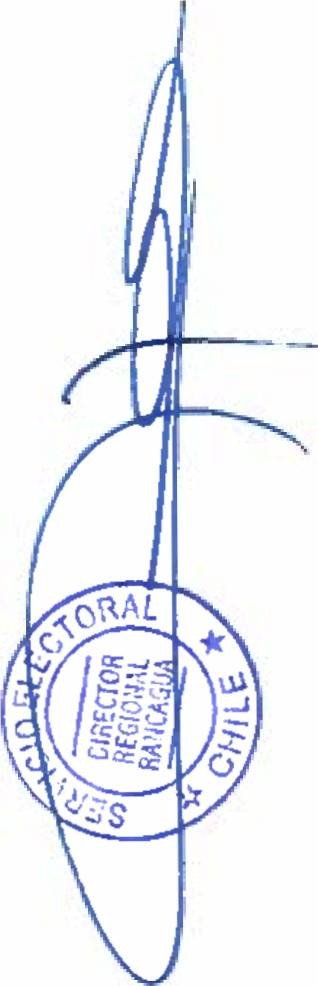 SERVICIO ELECTORAL
★ CHILE ★
DIRECTOR
REGIONAL
RANCAGUA